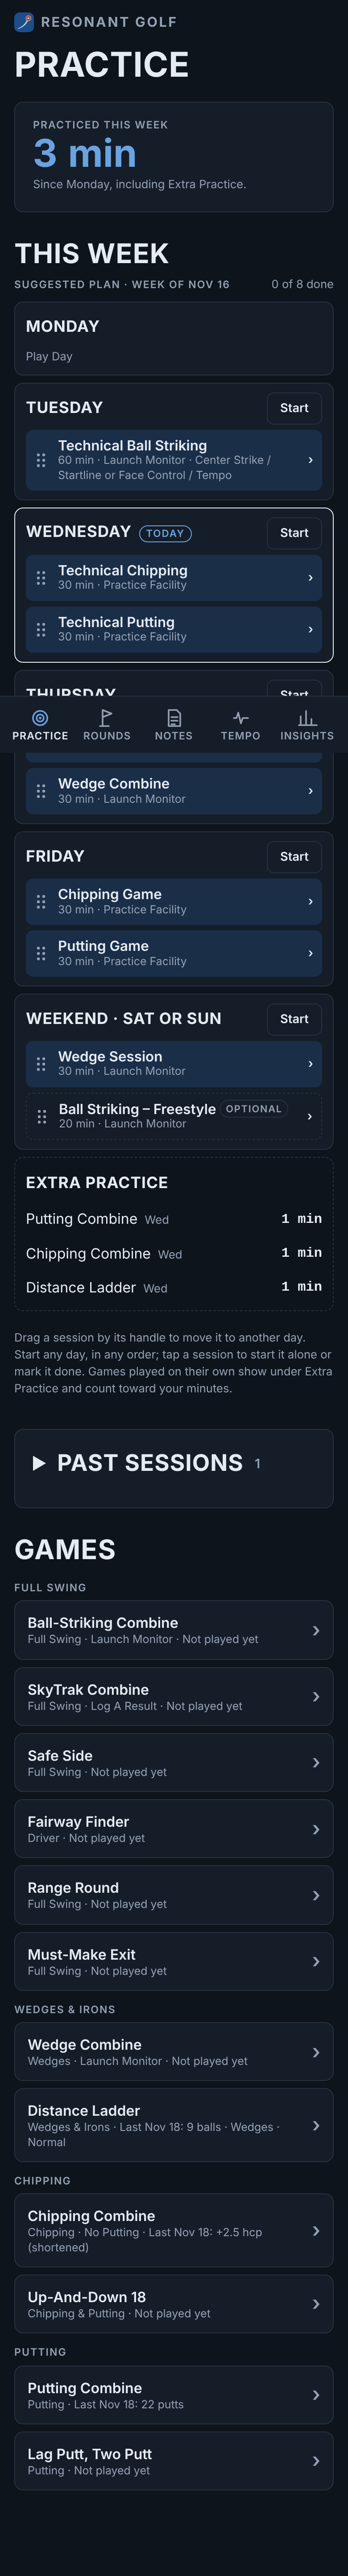 RESONANT GOLF
PRACTICE
PRACTICED THIS WEEK
3 min
Since Monday, including Extra Practice.
THIS WEEK
SUGGESTED PLAN · WEEK OF NOV 16
0 of 8 done
MONDAY
Play Day
TUESDAY
Start
Technical Ball Striking
60 min · Launch Monitor · Center Strike /
Startline or Face Control / Tempo
WEDNESDAY
TODAY
Start
Technical Chipping
30 min · Practice Facility
Technical Putting
30 min · Practice Facility
THURSDAY
Start
PRACTICE
ROUNDS
NOTES
TEMPO
INSIGHTS
Wedge Combine
30 min · Launch Monitor
FRIDAY
Start
Chipping Game
30 min · Practice Facility
Putting Game
30 min · Practice Facility
WEEKEND · SAT OR SUN
Start
Wedge Session
30 min · Launch Monitor
Ball Striking – Freestyle
OPTIONAL
20 min · Launch Monitor
EXTRA PRACTICE
Putting Combine Wed
1 min
Chipping Combine Wed
1 min
Distance Ladder Wed
1 min
Drag a session by its handle to move it to another day.
Start any day, in any order; tap a session to start it alone or
mark it done. Games played on their own show under Extra
Practice and count toward your minutes.
PAST SESSIONS 1
GAMES
FULL SWING
Ball-Striking Combine
Full Swing · Launch Monitor · Not played yet
SkyTrak Combine
Full Swing · Log A Result · Not played yet
Safe Side
Full Swing · Not played yet
Fairway Finder
Driver · Not played yet
Range Round
Full Swing · Not played yet
Must-Make Exit
Full Swing · Not played yet
WEDGES & IRONS
Wedge Combine
Wedges · Launch Monitor · Not played yet
Distance Ladder
Wedges & Irons · Last Nov 18: 9 balls · Wedges ·
Normal
CHIPPING
Chipping Combine
Chipping · No Putting · Last Nov 18: +2.5 hcp
(shortened)
Up-And-Down 18
Chipping & Putting · Not played yet
PUTTING
Putting Combine
Putting · Last Nov 18: 22 putts
Lag Putt, Two Putt
Putting · Not played yet